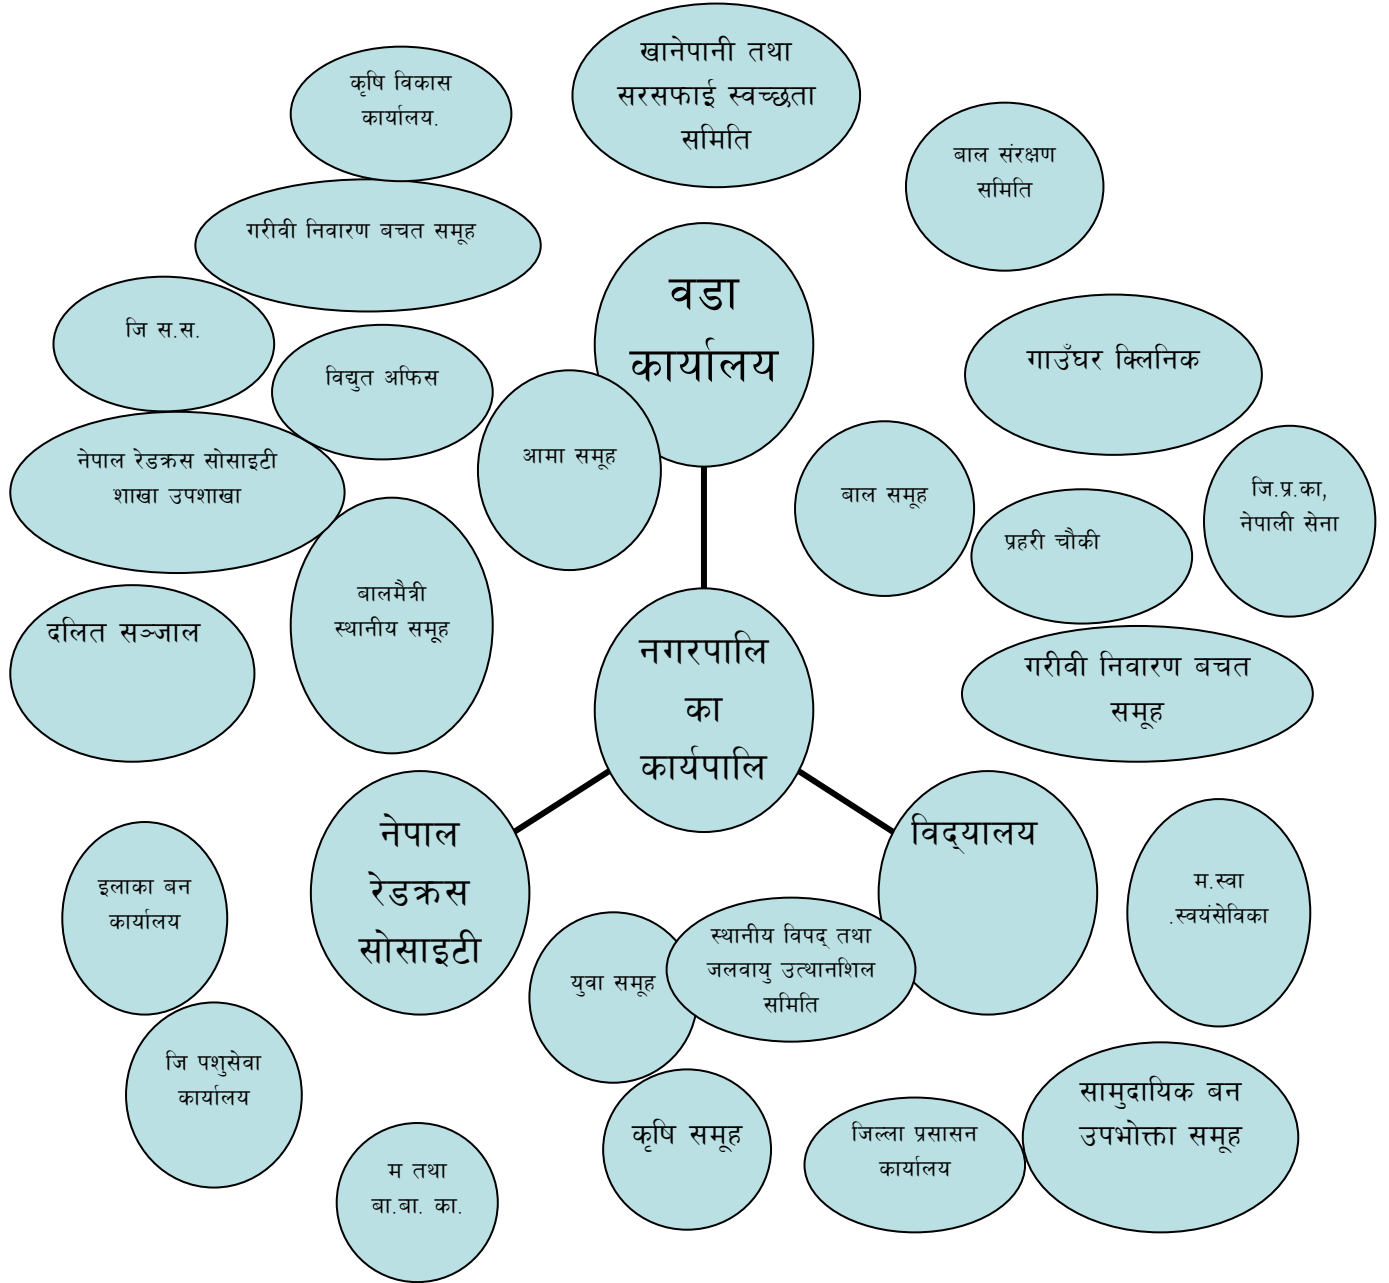 खानेपानी तथा
सरसफाई स्वच्छता
समिति
कृषि विकास
कार्यालय.
बाल संरक्षण
समिति
गरीवी निवारण बचत समूह
वडा
कार्यालय
जि स.स.
विद्युत अफिस
गाउँघर क्लिनिक
आमा समूह
नेपाल रेडक्रस सोसाइटी
शाखा उपशाखा
बाल समूह
जि.प्र.का,
नेपाली सेना
प्रहरी चौकी
बालमैत्री
स्थानीय समूह
दलित सञ्जाल
नगरपालि
का
कार्यपालि
गरीवी निवारण बचत
समूह
नेपाल
रेडक्रस
सोसाइटी
विद्यालय
इलाका बन
कार्यालय
म.स्वा
.स्वयंसेविका
युवा समूह
स्थानीय विपद् तथा
जलवायु उत्थानशिल
समिति
जि पशुसेवा
कार्यालय
कृषि समूह
जिल्ला प्रसासन
कार्यालय
सामुदायिक बन
उपभोक्ता समूह
म तथा
बा.बा. का.